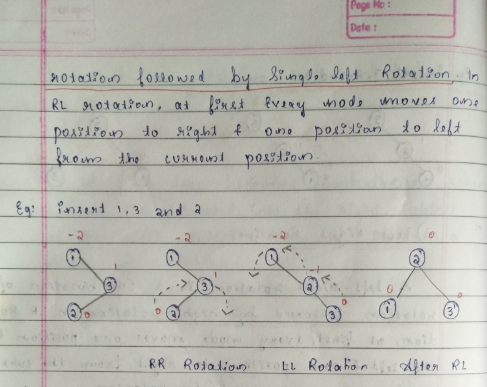 Page No :
Date :
rotation followed by single left Rotation In
RL rotation, at first Every node moves one
position to right & one position to left
from the current position.
Eg: insert 1, 3 and 2
-2 -2 -2 0
1 1 1 2
1 1 -1 0
3 3 2 1 3
2 0 0 2 3 0 0
RR Rotation LL Rotation After RL